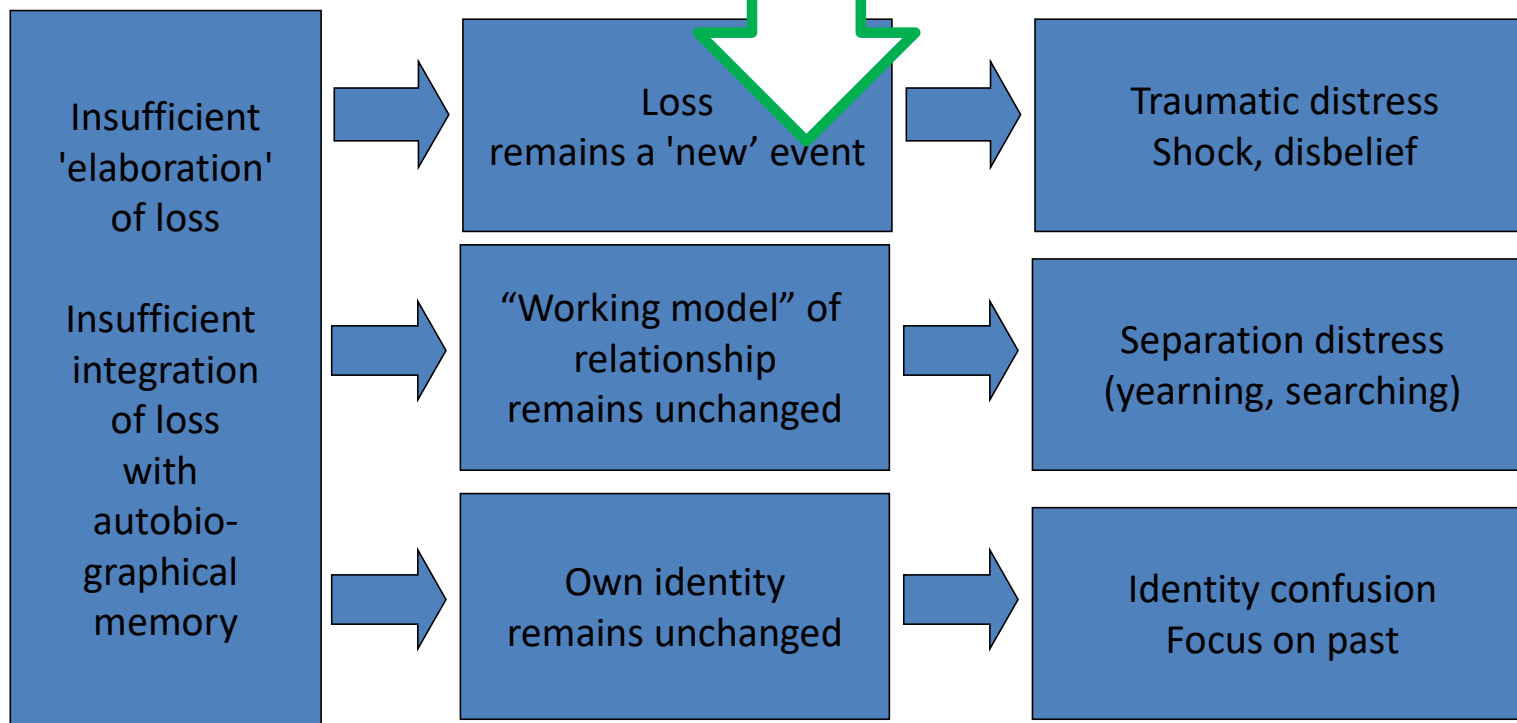 Insufficient
'elaboration'
of loss
Insufficient
integration
of loss
with
autobio-
graphical
memory
Loss
remains a 'new’ event
Traumatic distress
Shock, disbelief
“Working model” of
relationship
remains unchanged
Separation distress
(yearning, searching)
Own identity
remains unchanged
Identity confusion
Focus on past